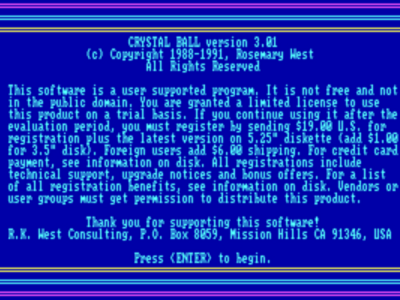 CRYSTAL BALL version 3.01
(c) Copyright 1988-1991, Rosemary West
All Rights Reserved
This software is a user supported program. It is not free and not
in the public domain. You are granted a limited license to use
this product on a trial basis. If you continue using it after the
evaluation period, you must register by sending $19.00 U.S. for
registration plus the latest version on 5.25" diskette (add $1.00
for 3.5" disk). Foreign users add $6.00 shipping. For credit card
payment, see information on disk. All registrations include
technical support, upgrade notices and bonus offers. For a list
of all registration benefits, see information on disk. Vendors or
user groups must get permission to distribute this product.
Thank you for supporting this software!
R.K. West Consulting, P.O. Box 8059, Mission Hills CA 91346, USA
Press <ENTER> to begin.